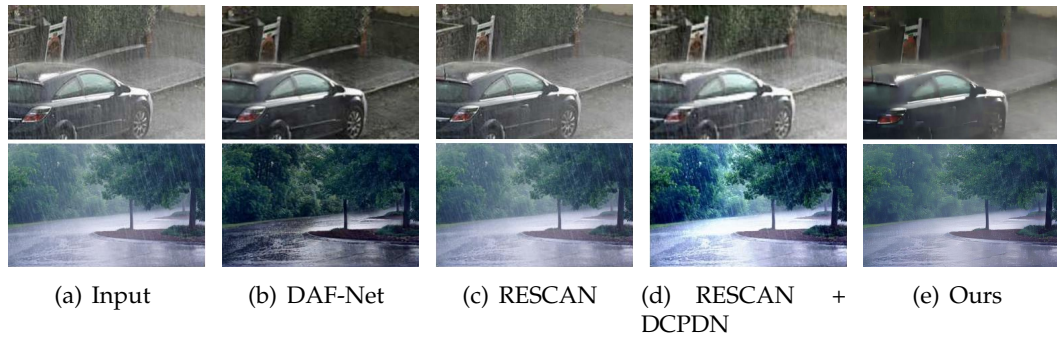 (a) Input (b) DAF-Net (c) RESCAN (d) RESCAN + (e) Ours
DCPDN